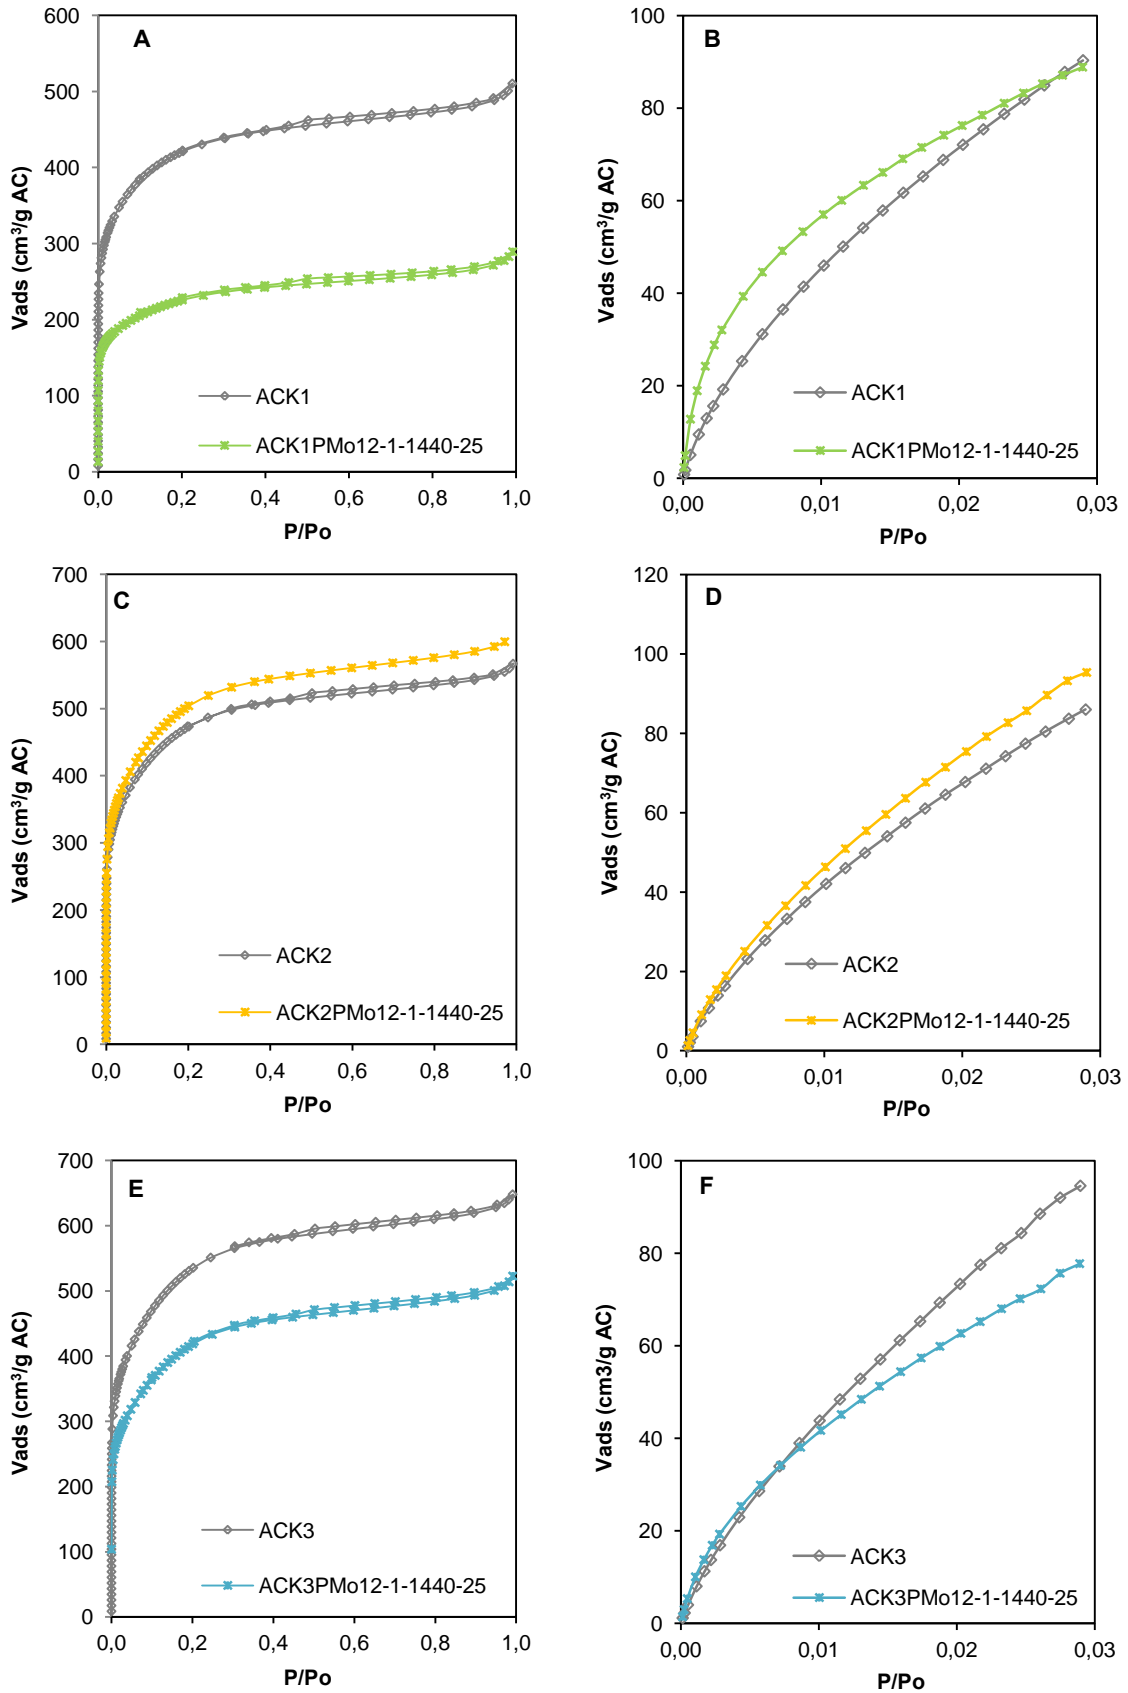 A
Vads (cm³/g AC)
600
500
400
300
200
100
0
0,0 0,2 0,4 0,6 0,8 1,0
P/Po
ACK1
ACK1PMo12-1-1440-25
B
Vads (cm³/g AC)
100
80
60
40
20
0
0,00 0,01 0,02 0,03
P/Po
ACK1
ACK1PMo12-1-1440-25
C
Vads (cm³/g AC)
700
600
500
400
300
200
100
0
0,0 0,2 0,4 0,6 0,8 1,0
P/Po
ACK2
ACK2PMo12-1-1440-25
D
Vads (cm³/g AC)
120
100
80
60
40
20
0
0,00 0,01 0,02 0,03
P/Po
ACK2
ACK2PMo12-1-1440-25
E
Vads (cm³/g AC)
700
600
500
400
300
200
100
0
0,0 0,2 0,4 0,6 0,8 1,0
P/Po
ACK3
ACK3PMo12-1-1440-25
F
Vads (cm3/g AC)
100
80
60
40
20
0
0,00 0,01 0,02 0,03
P/Po
ACK3
ACK3PMo12-1-1440-25